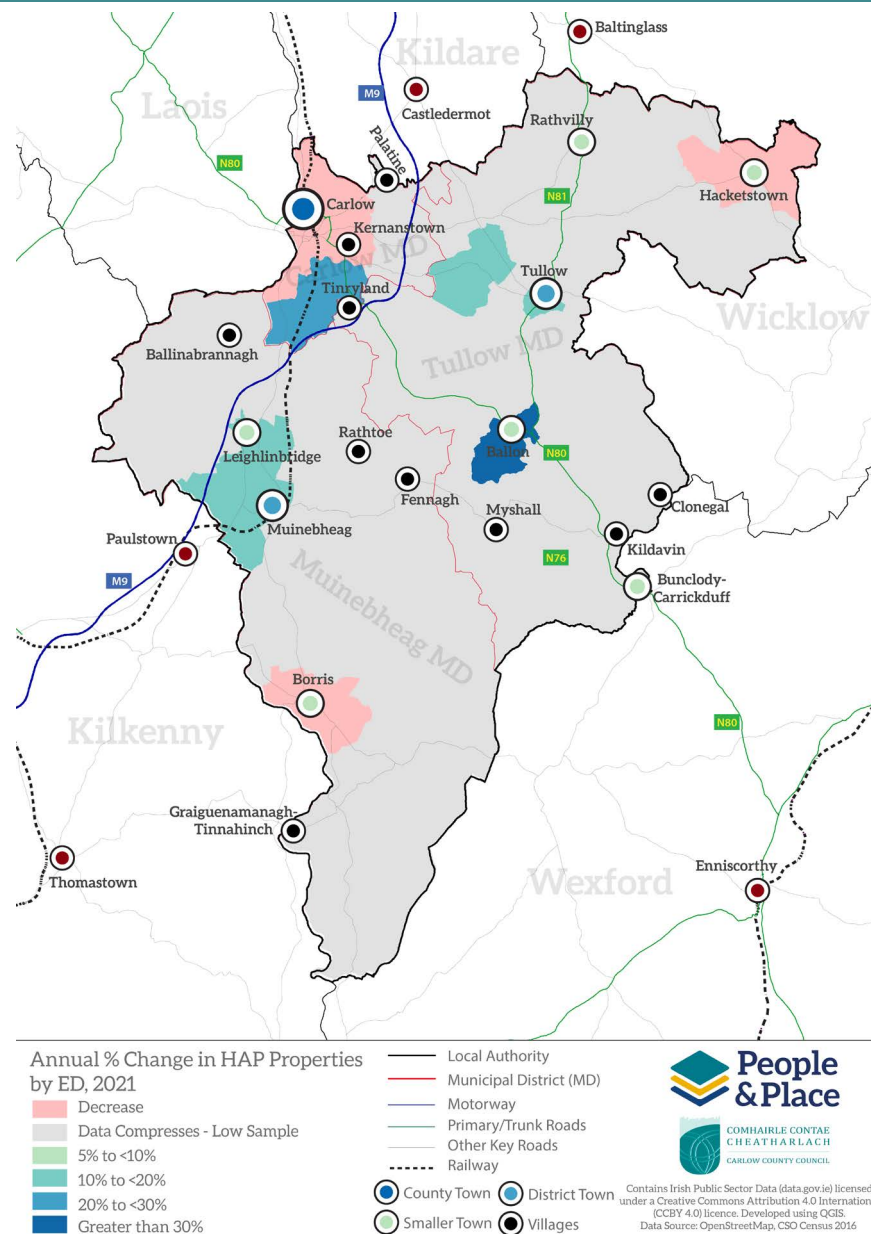 Baltinglass
Kildare
M9
Castledermot
Laois
Palatine
Rathvilly
N80
Hacketstown
N81
Carlow
Kernanstown
Carlow MD
Tullow
Tinryland
Wicklow
Ballinabrannagh
Tullow MD
Rathtoe
Leighlinbridge
Ballon
N80
Fennagh
Clonegal
Myshall
Muinebheag
Paulstown
Kildavin
N76
M9
Bunclody-
Carrickduff
Muinebheag MD
Borris
N80
Kilkenny
Graiguenamanagh-
Tinnahinch
Enniscorthy
Thomastown
Wexford
Annual % Change in HAP Properties
by ED, 2021
Decrease
Data Compresses - Low Sample
5% to <10%
10% to <20%
20% to <30%
Greater than 30%
Local Authority
Municipal District (MD)
Motorway
Primary/Trunk Roads
Other Key Roads
Railway
County Town
District Town
Smaller Town
Villages
People
& Place
COMHAIRLE CONTAE
CHEATHARLACH
CARLOW COUNTY COUNCIL
Contains Irish Public Sector Data (data.gov.ie) licensed
under a Creative Commons Attribution 4.0 Internation
(CCBY 4.0) licence. Developed using QGIS.
Data Source: OpenStreetMap, CSO Census 2016